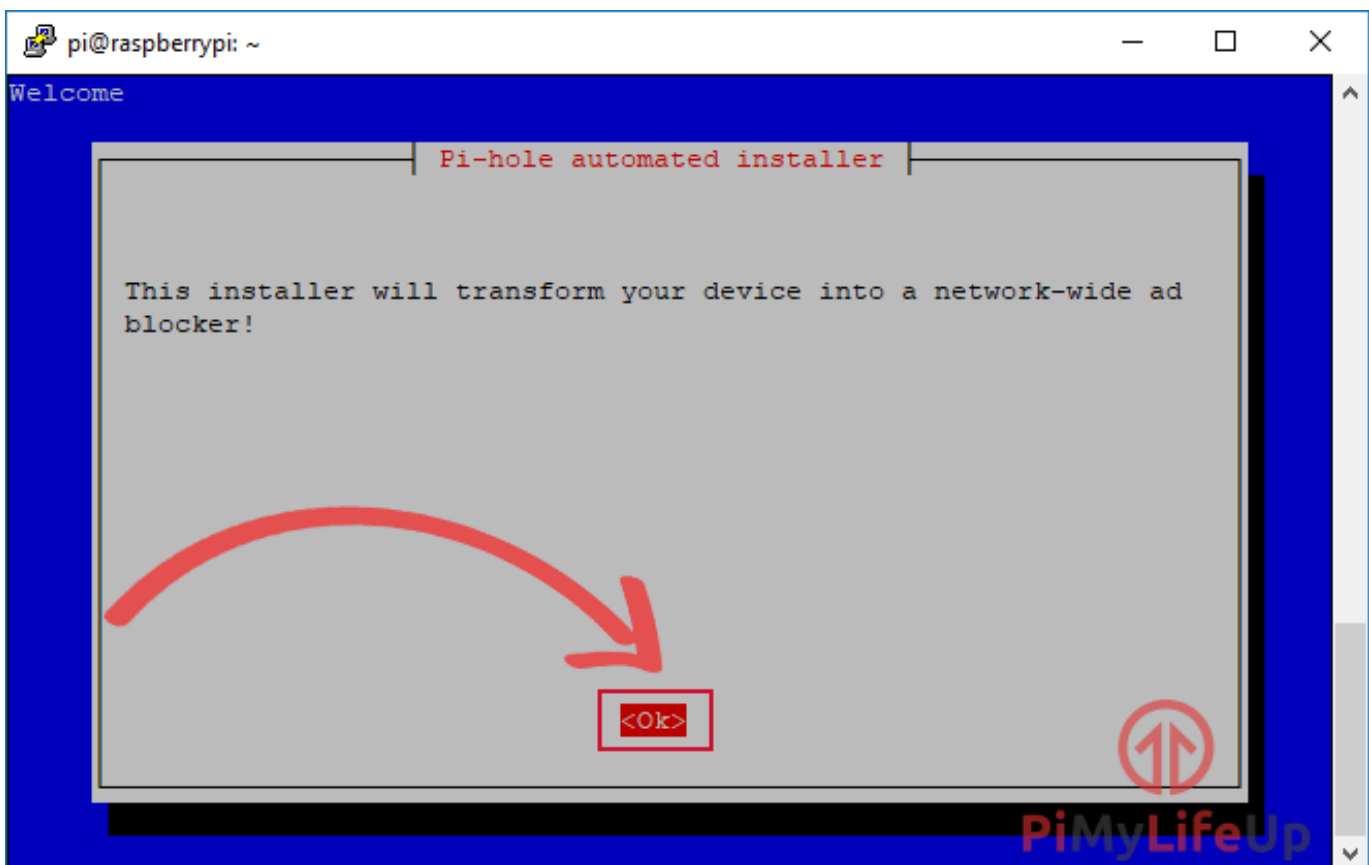 pi@raspberrypi: ~
Welcome
Pi-hole automated installer
This installer will transform your device into a network-wide ad
blocker!
<Ok>
PiMyLifeUp